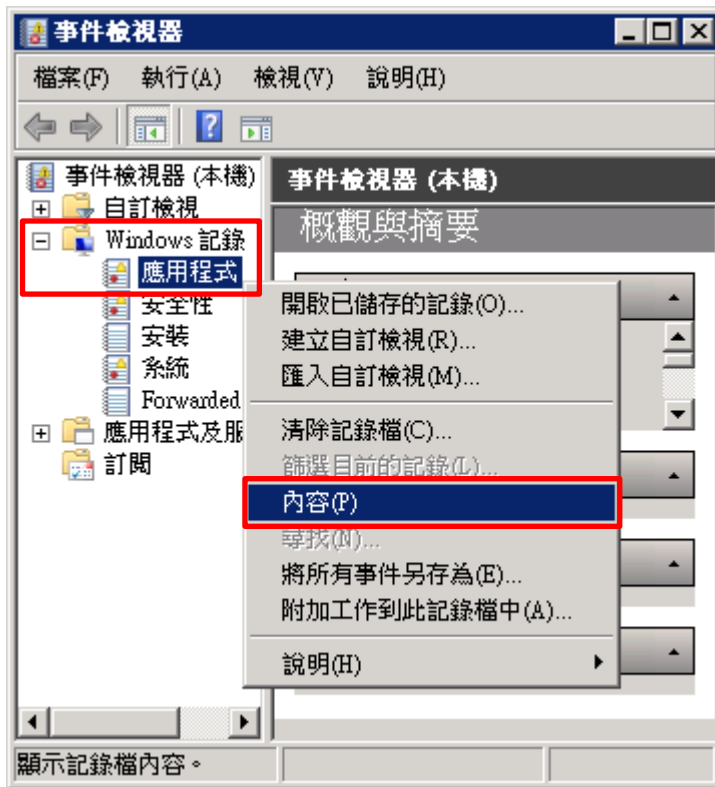 事件檢視器
檔案(F) 執行(A) 檢視(V) 說明(H)
事件檢視器 (本機)
自訂檢視
Windows 記錄
應用程式
安全性
安裝
系統
Forwarded
應用程式及服
訂閱
事件檢視器 (本機)
概觀與摘要
開啟已儲存的記錄(O)...
建立自訂檢視(R)...
匯入自訂檢視(M)...
清除記錄檔(C)...
篩選目前的記錄(L)...
內容(P)
尋找(N)...
將所有事件另存為(E)...
附加工作到此記錄檔中(A)...
說明(H)
顯示記錄檔內容。